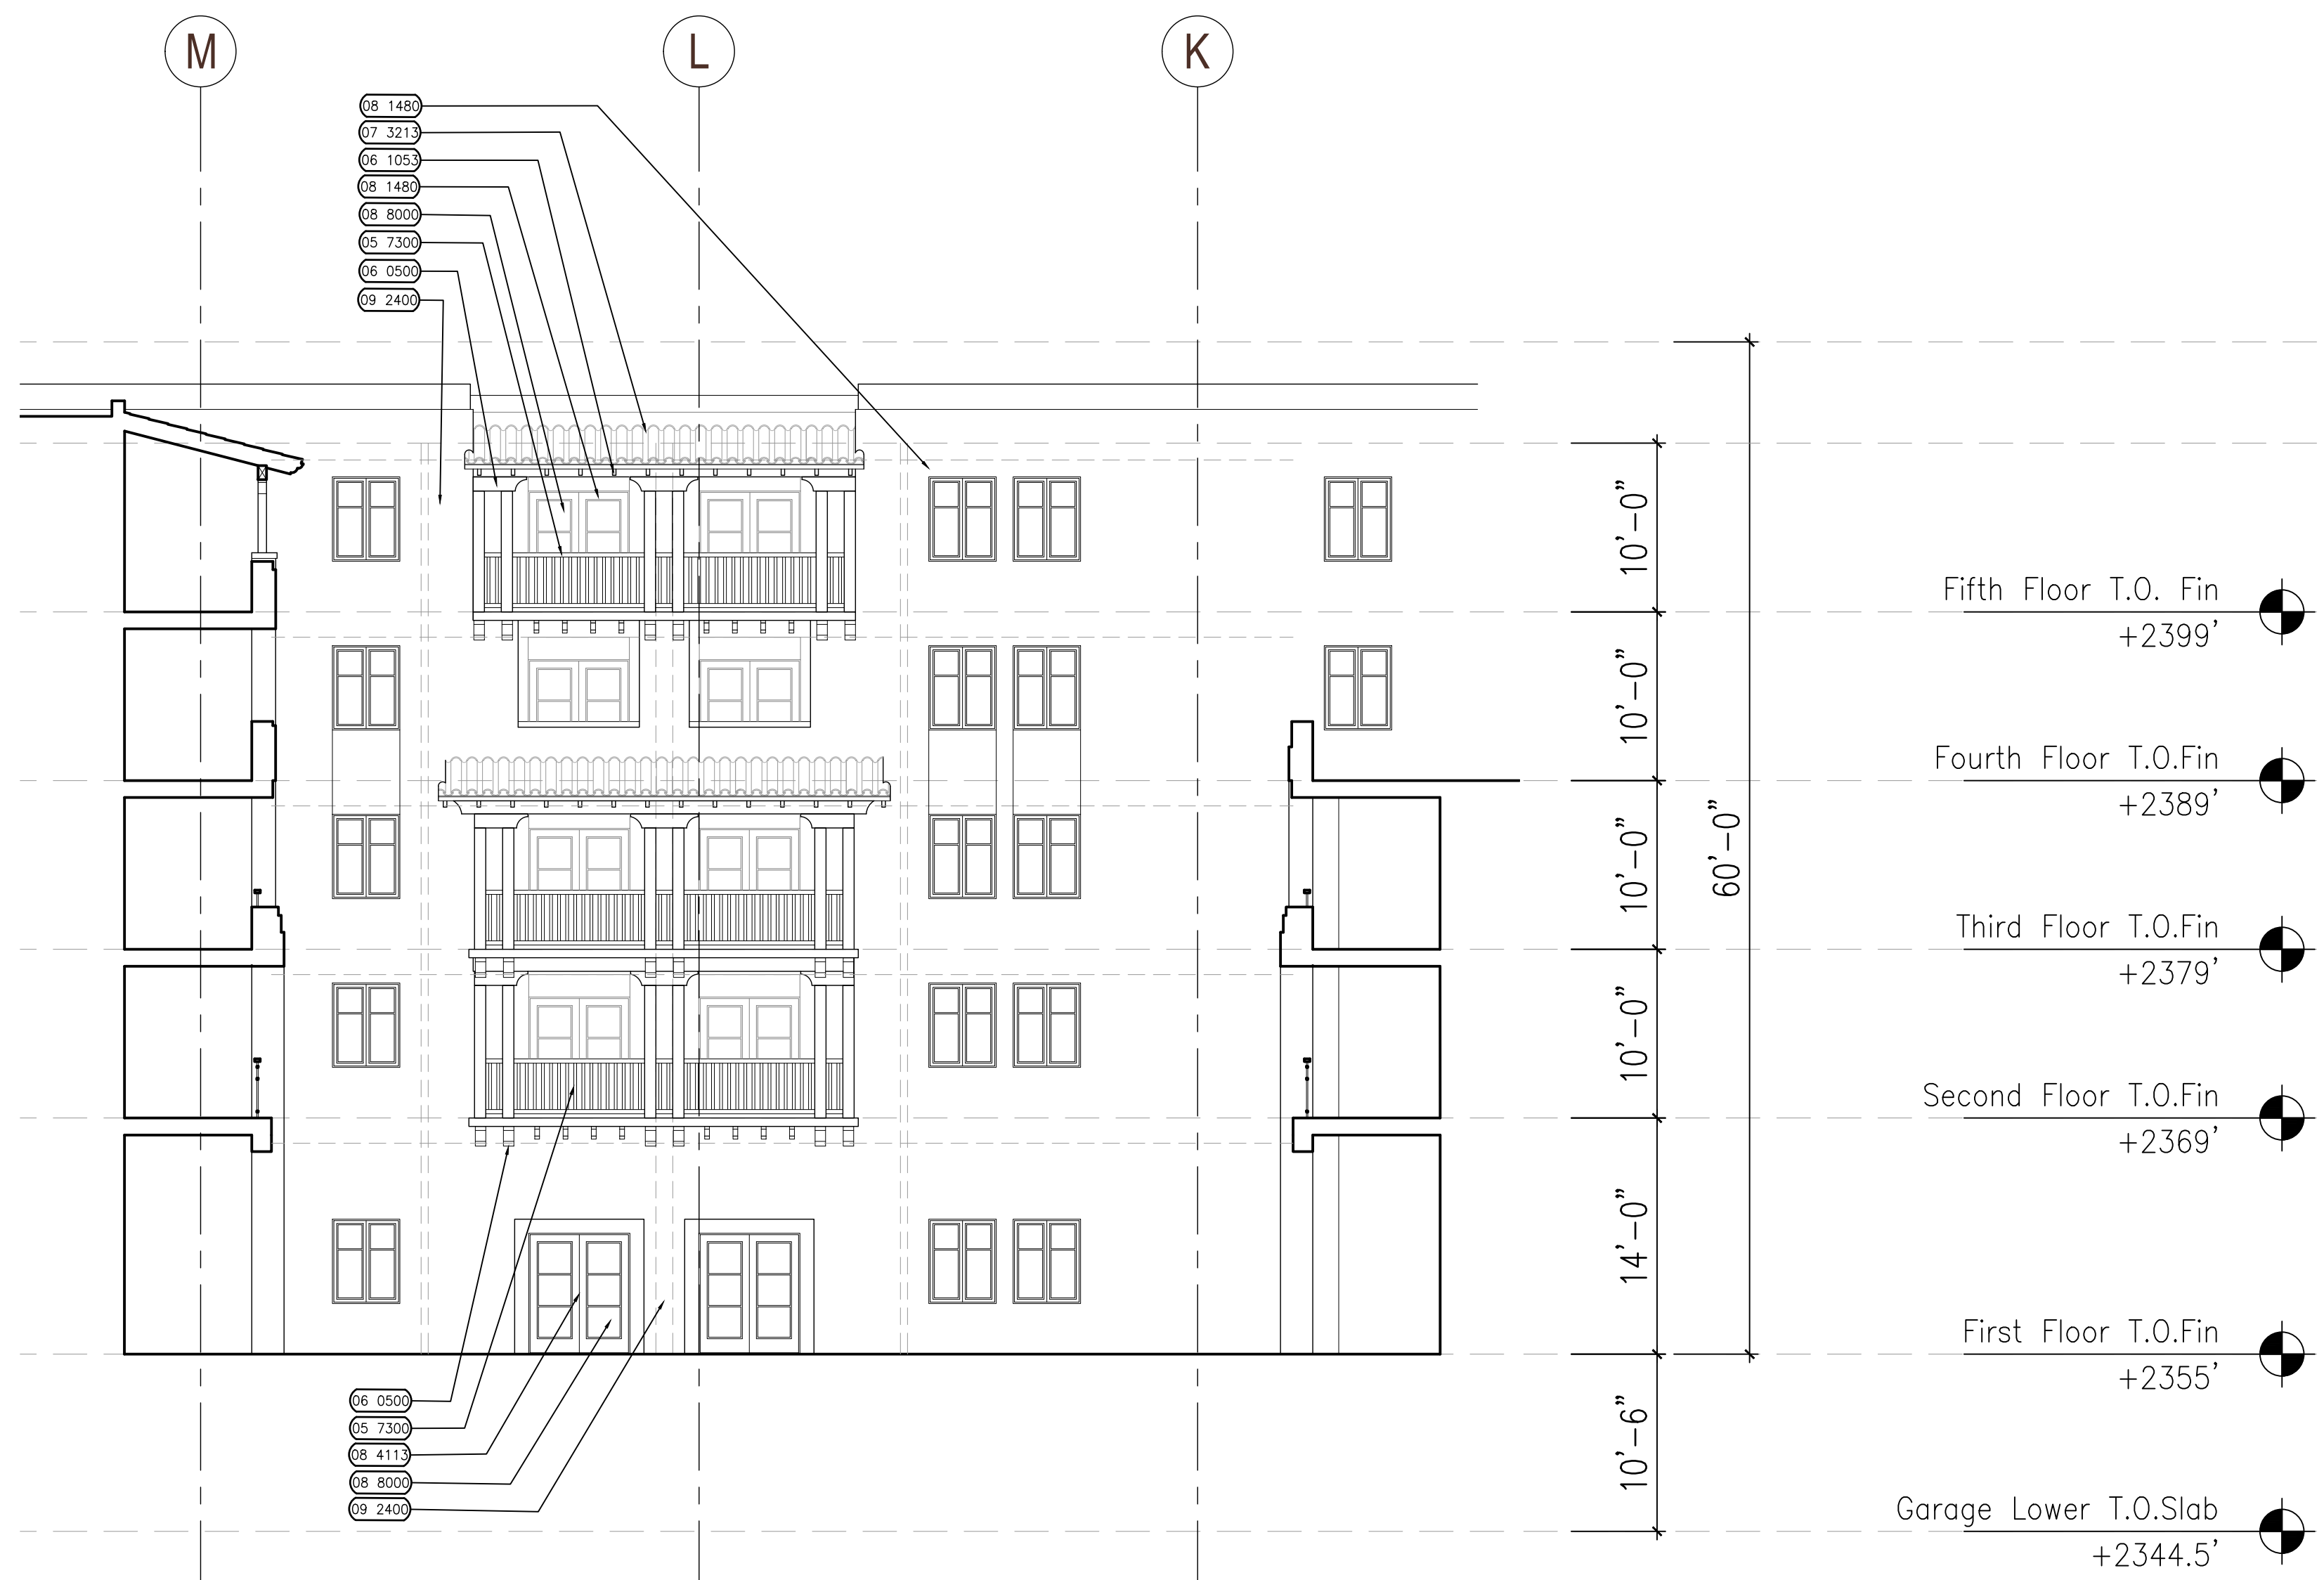 M
L
K
08 1480
07 3213
06 1053
08 1480
08 8000
05 7300
06 0500
09 2400
10'-0"
10'-0"
10'-0"
10'-0"
14'-0"
10'-6"
60'-0"
Fifth Floor T.O. Fin
+2399'
Fourth Floor T.O.Fin
+2389'
Third Floor T.O.Fin
+2379'
Second Floor T.O.Fin
+2369'
First Floor T.O.Fin
+2355'
Garage Lower T.O.Slab
+2344.5'
06 0500
05 7300
08 4113
08 8000
09 2400